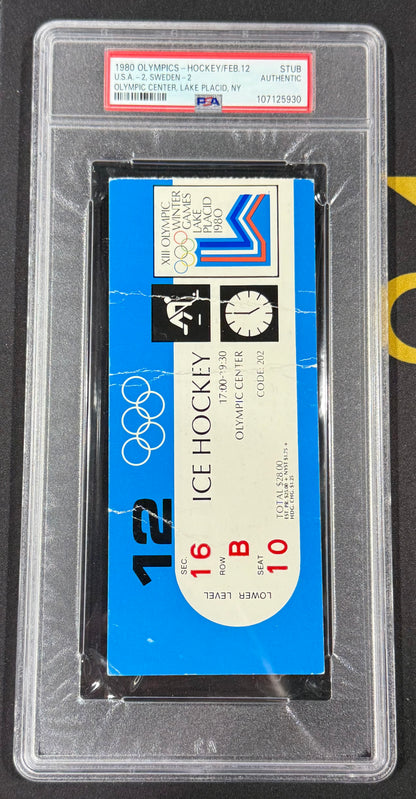 1980 OLYMPICS - HOCKEY/FEB.12
U.S.A. - 2, SWEDEN - 2
OLYMPIC CENTER, LAKE PLACID, NY
STUB
AUTHENTIC
PSA
107125930
XIII OLYMPIC
WINTER
GAMES
LAKE
PLACID
1980
12
ICE HOCKEY
17:00-19:30
OLYMPIC CENTER
CODE: 202
SEC. 16
ROW B
SEAT 10
LOWER LEVEL
TOTAL $28.00